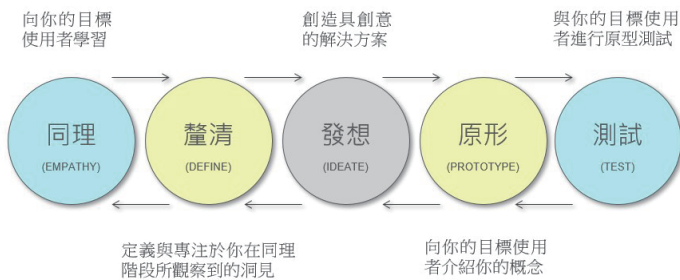 向你的目標
使用者學習
創造具創意
的解決方案
與你的目標使用
者進行原型測試
同理
(EMPATHY)
釐清
(DEFINE)
發想
(IDEATE)
原形
(PROTOTYPE)
測試
(TEST)
定義與專注於你在同理
階段所觀察到的洞見
向你的目標使用
者介紹你的概念